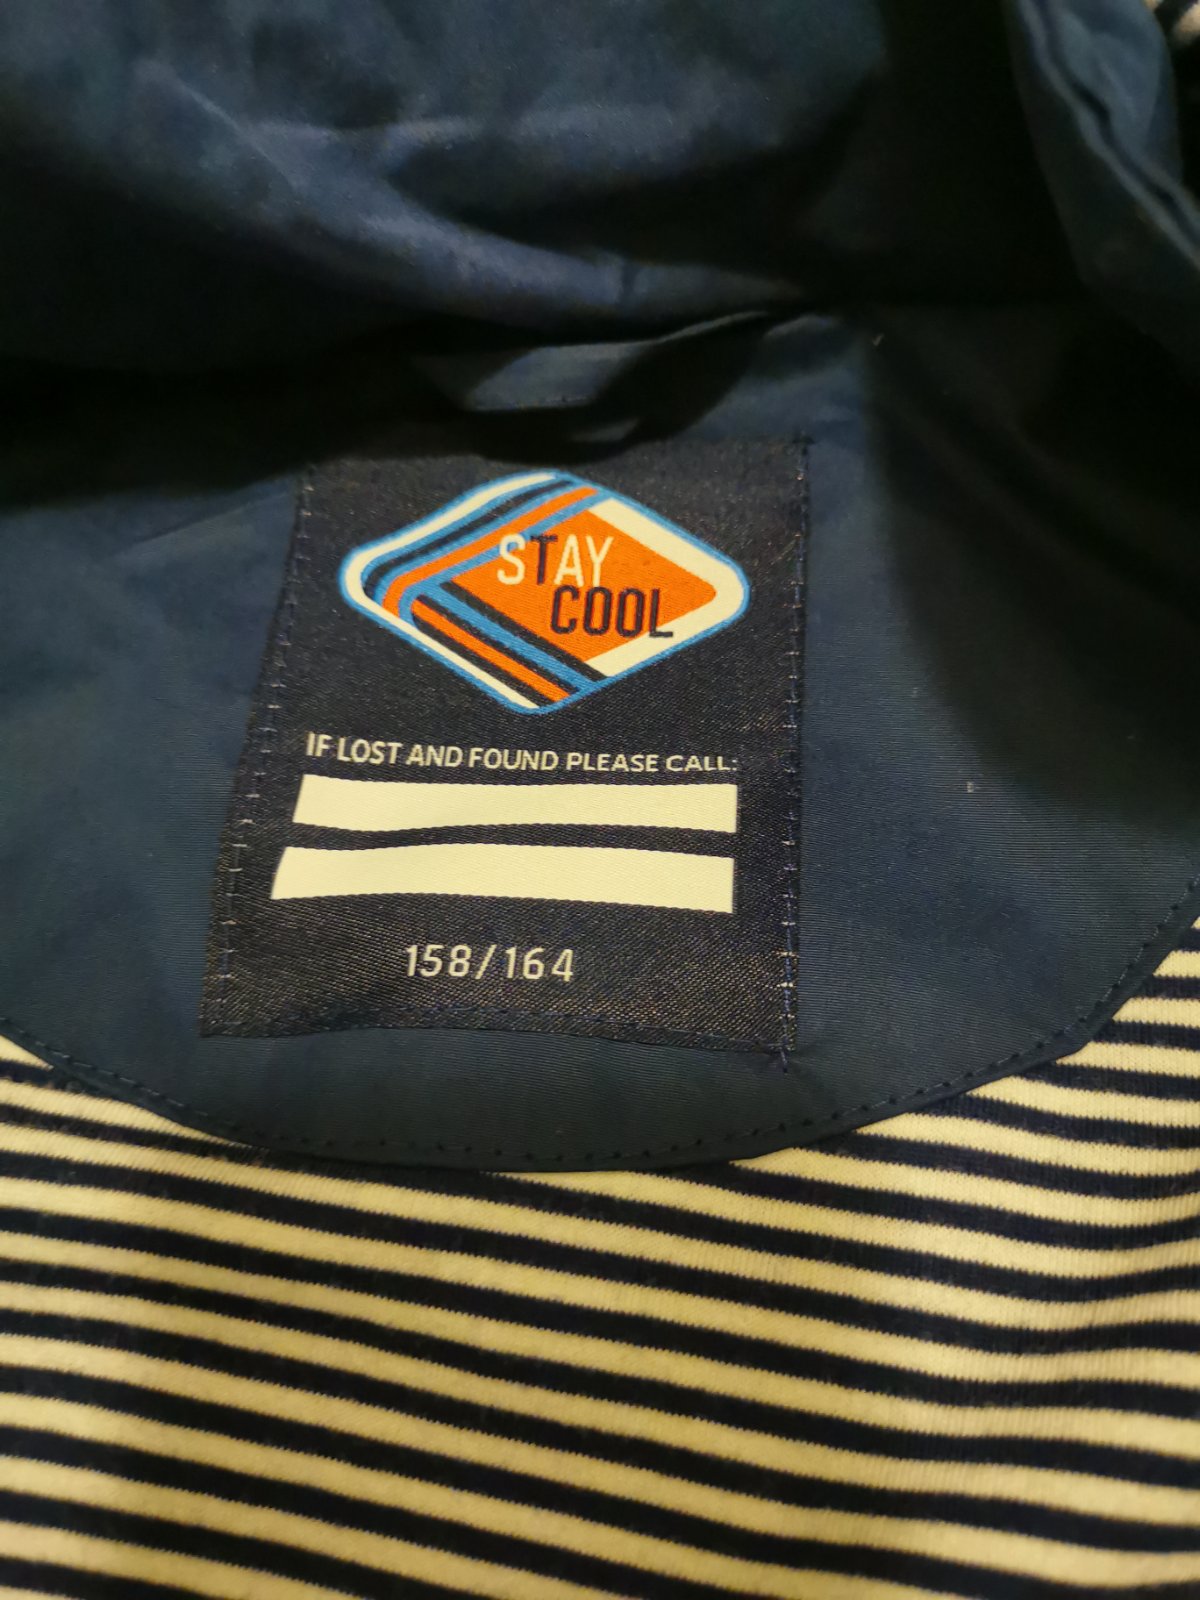 STAY
COOL
IF LOST AND FOUND PLEASE CALL:
158/164